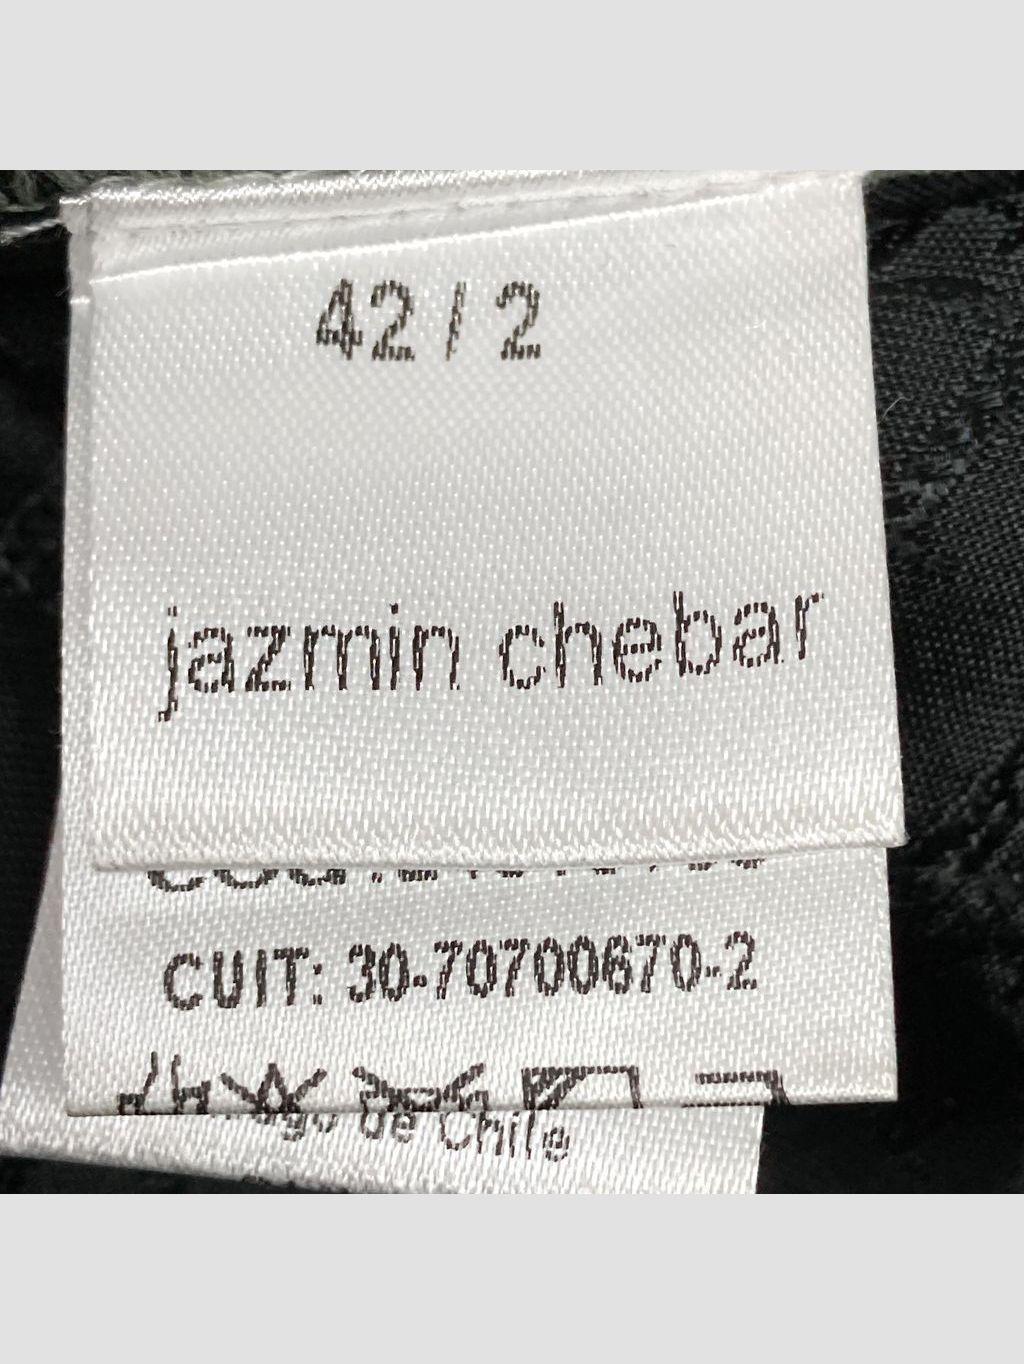 42 / 2
jazmin chebar
CUIT: 30-70700670-2
de Chile